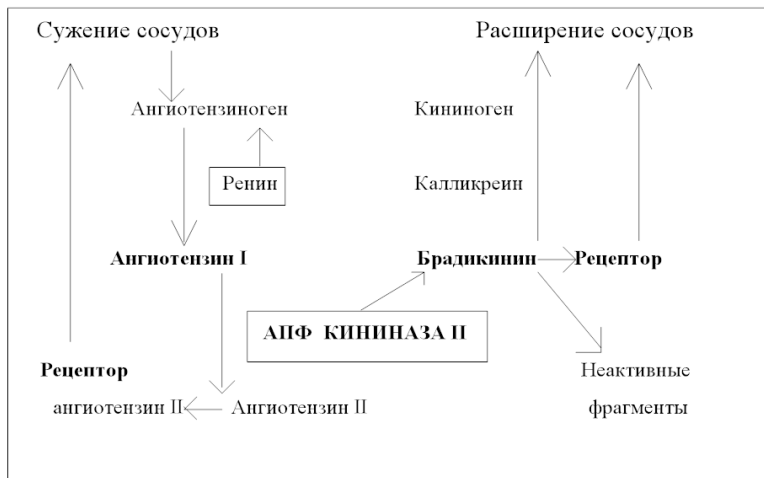 Сужение сосудов
Расширение сосудов
Ангиотензиноген
Кининоген
Ренин
Калликреин
Ангиотензин I
Брадикинин
Рецептор
АПФ КИНИНАЗА II
Рецептор
ангиотензин II
Ангиотензин II
Неактивные
фрагменты